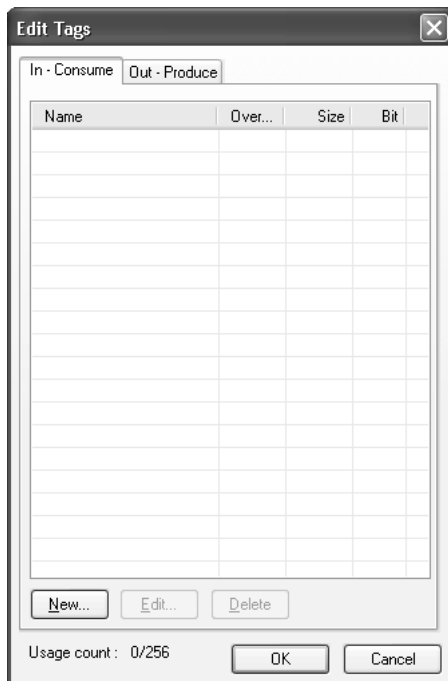 Edit Tags
In - Consume Out - Produce
Name Over... Size Bit
New... Edit... Delete
Usage count : 0/256 OK Cancel